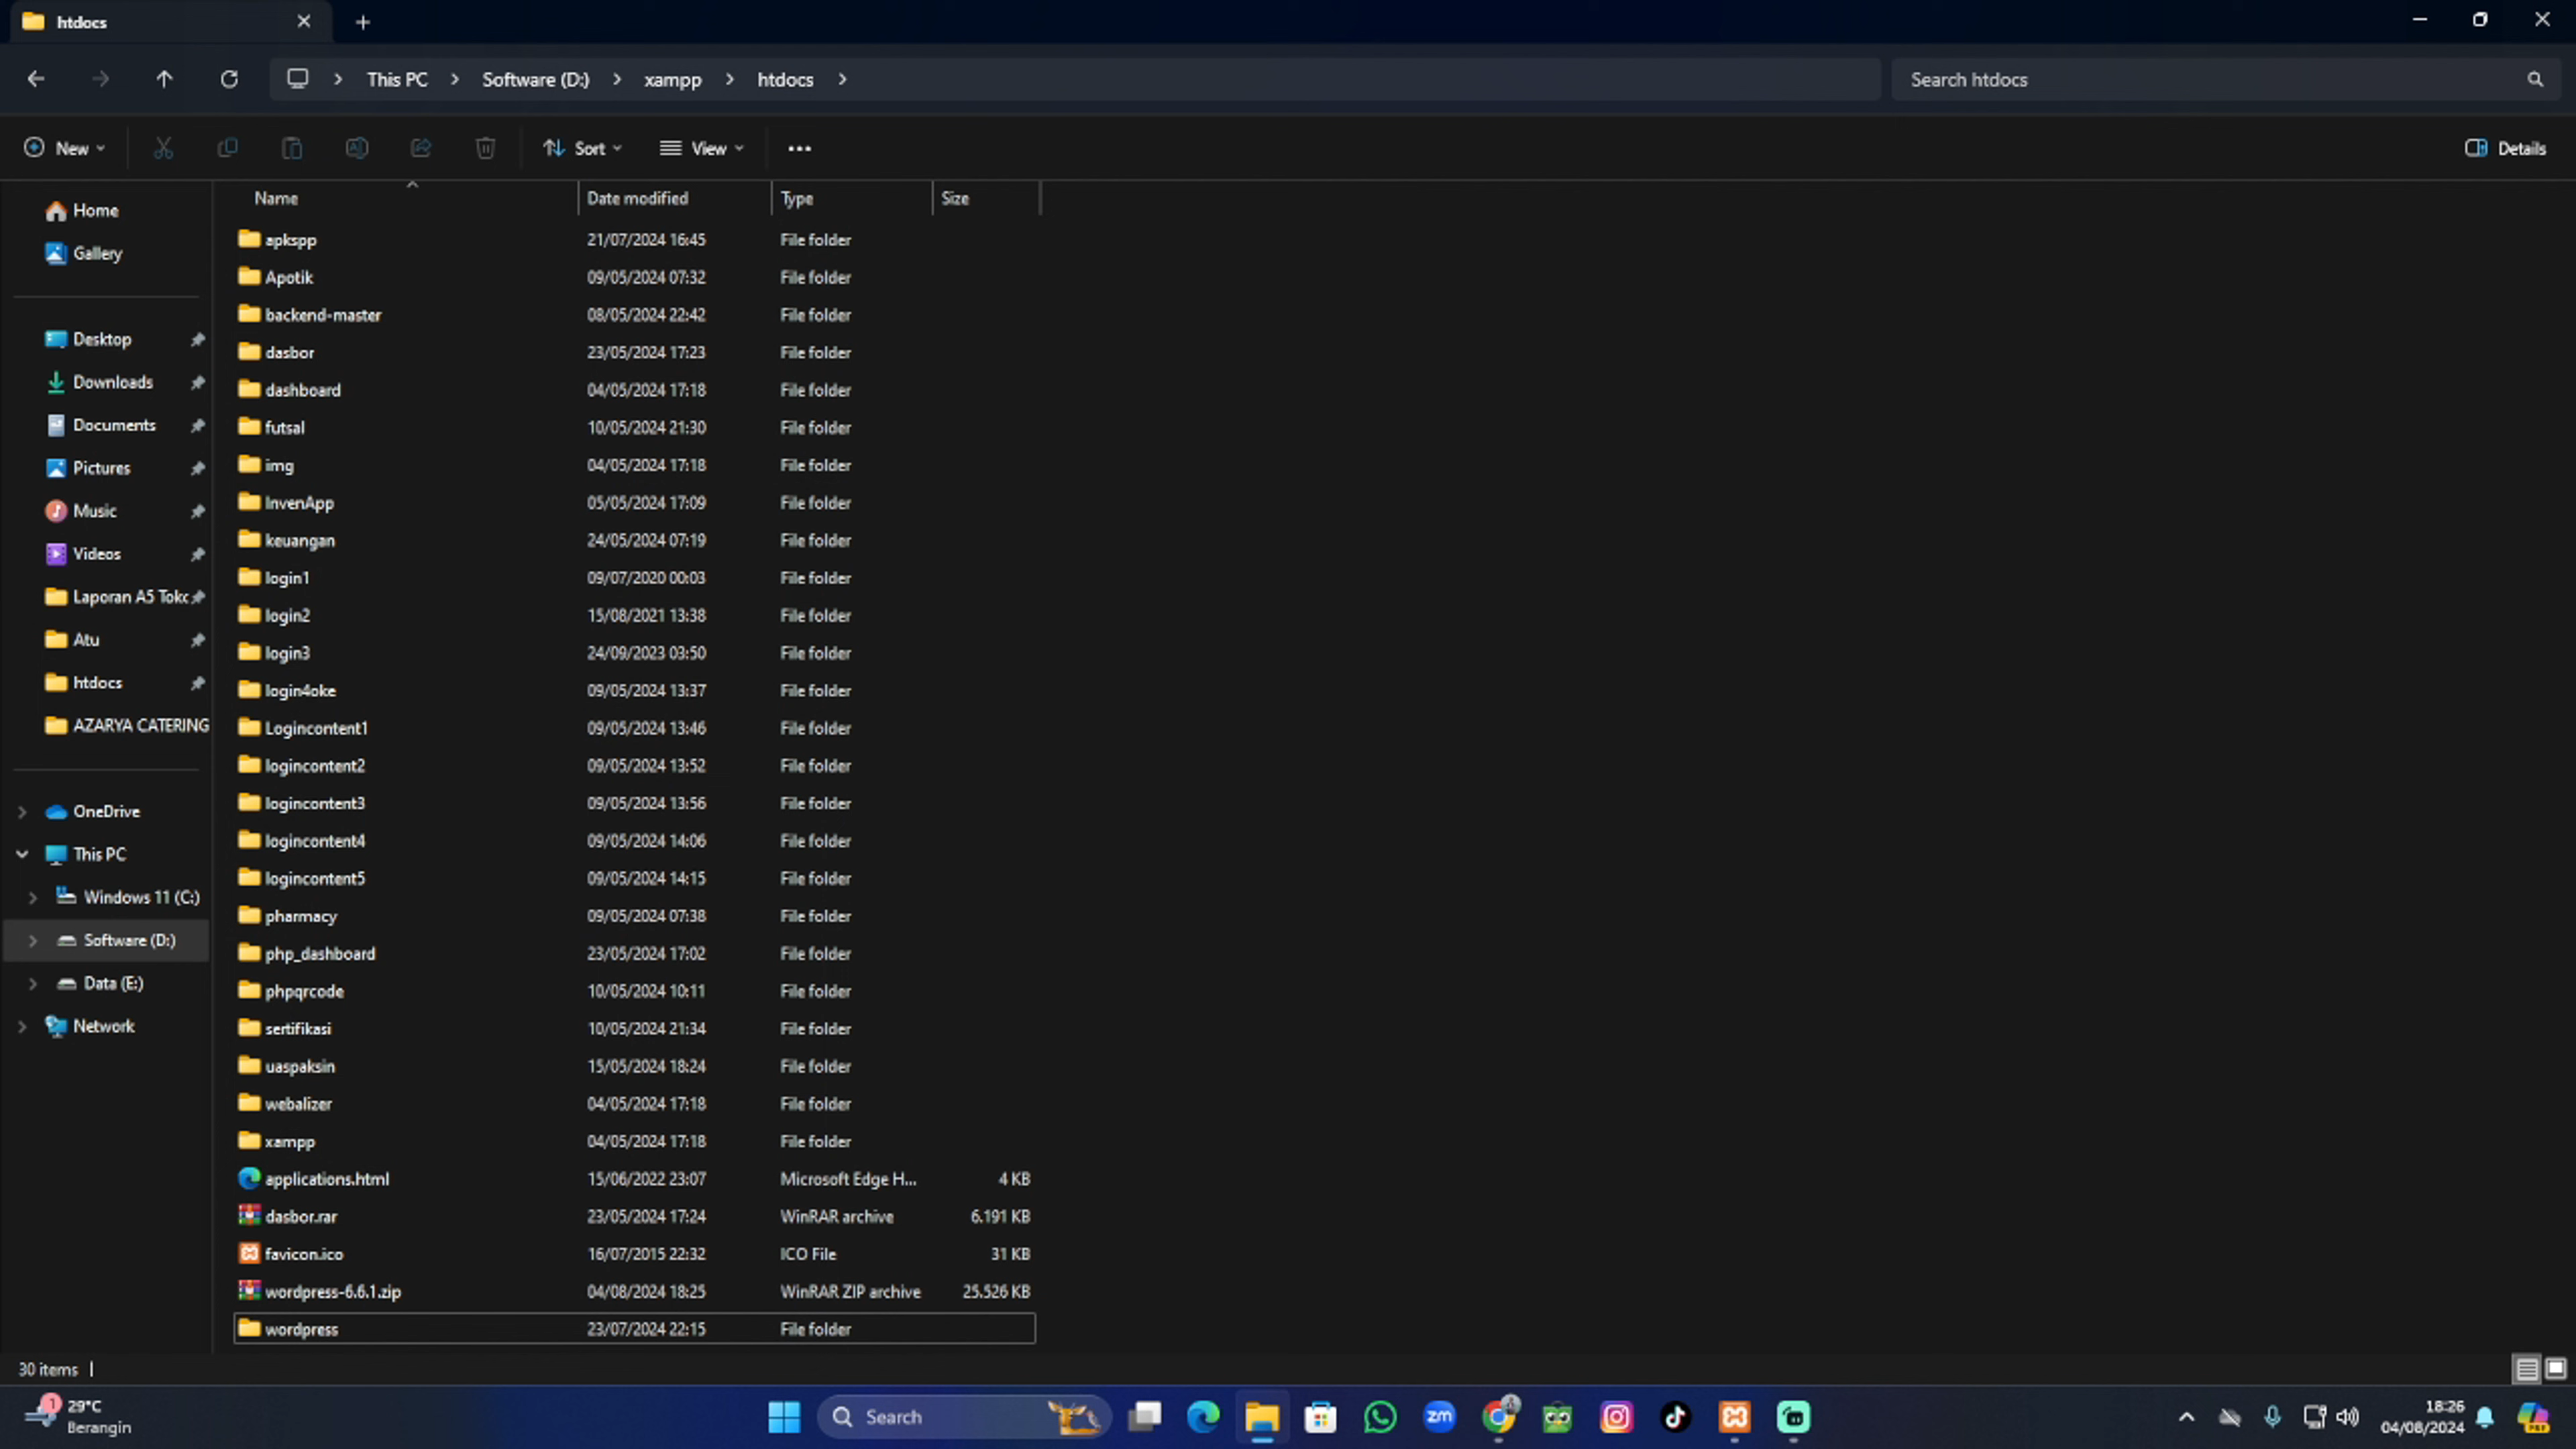 htdocs
This PC > Software (D:) > xampp > htdocs >
Search htdocs
New
Sort
View
Details
Home
Gallery
Desktop
Downloads
Documents
Pictures
Music
Videos
Laporan A5 Tokc
Atu
htdocs
AZARYA CATERING
OneDrive
This PC
Windows 11 (C:)
Software (D:)
Data (E:)
Network
Name Date modified Type Size
apkspp 21/07/2024 16:45 File folder
Apotik 09/05/2024 07:32 File folder
backend-master 08/05/2024 22:42 File folder
dasbor 23/05/2024 17:23 File folder
dashboard 04/05/2024 17:18 File folder
futsal 10/05/2024 21:30 File folder
img 04/05/2024 17:18 File folder
InvenApp 05/05/2024 17:09 File folder
keuangan 24/05/2024 07:19 File folder
login1 09/07/2020 00:03 File folder
login2 15/08/2021 13:38 File folder
login3 24/09/2023 03:50 File folder
login4oke 09/05/2024 13:37 File folder
Logincontent1 09/05/2024 13:46 File folder
logincontent2 09/05/2024 13:52 File folder
logincontent3 09/05/2024 13:56 File folder
logincontent4 09/05/2024 14:06 File folder
logincontent5 09/05/2024 14:15 File folder
pharmacy 09/05/2024 07:38 File folder
php_dashboard 23/05/2024 17:02 File folder
phpqrcode 10/05/2024 10:11 File folder
sertifikasi 10/05/2024 21:34 File folder
uaspaksin 15/05/2024 18:24 File folder
webalizer 04/05/2024 17:18 File folder
xampp 04/05/2024 17:18 File folder
applications.html 15/06/2022 23:07 Microsoft Edge H... 4 KB
dasbor.rar 23/05/2024 17:24 WinRAR archive 6.191 KB
favicon.ico 16/07/2015 22:32 ICO File 31 KB
wordpress-6.6.1.zip 04/08/2024 18:25 WinRAR ZIP archive 25.526 KB
wordpress 23/07/2024 22:15 File folder
30 items
1
29°C
Berangin
Search
zm
18:26
04/08/2024